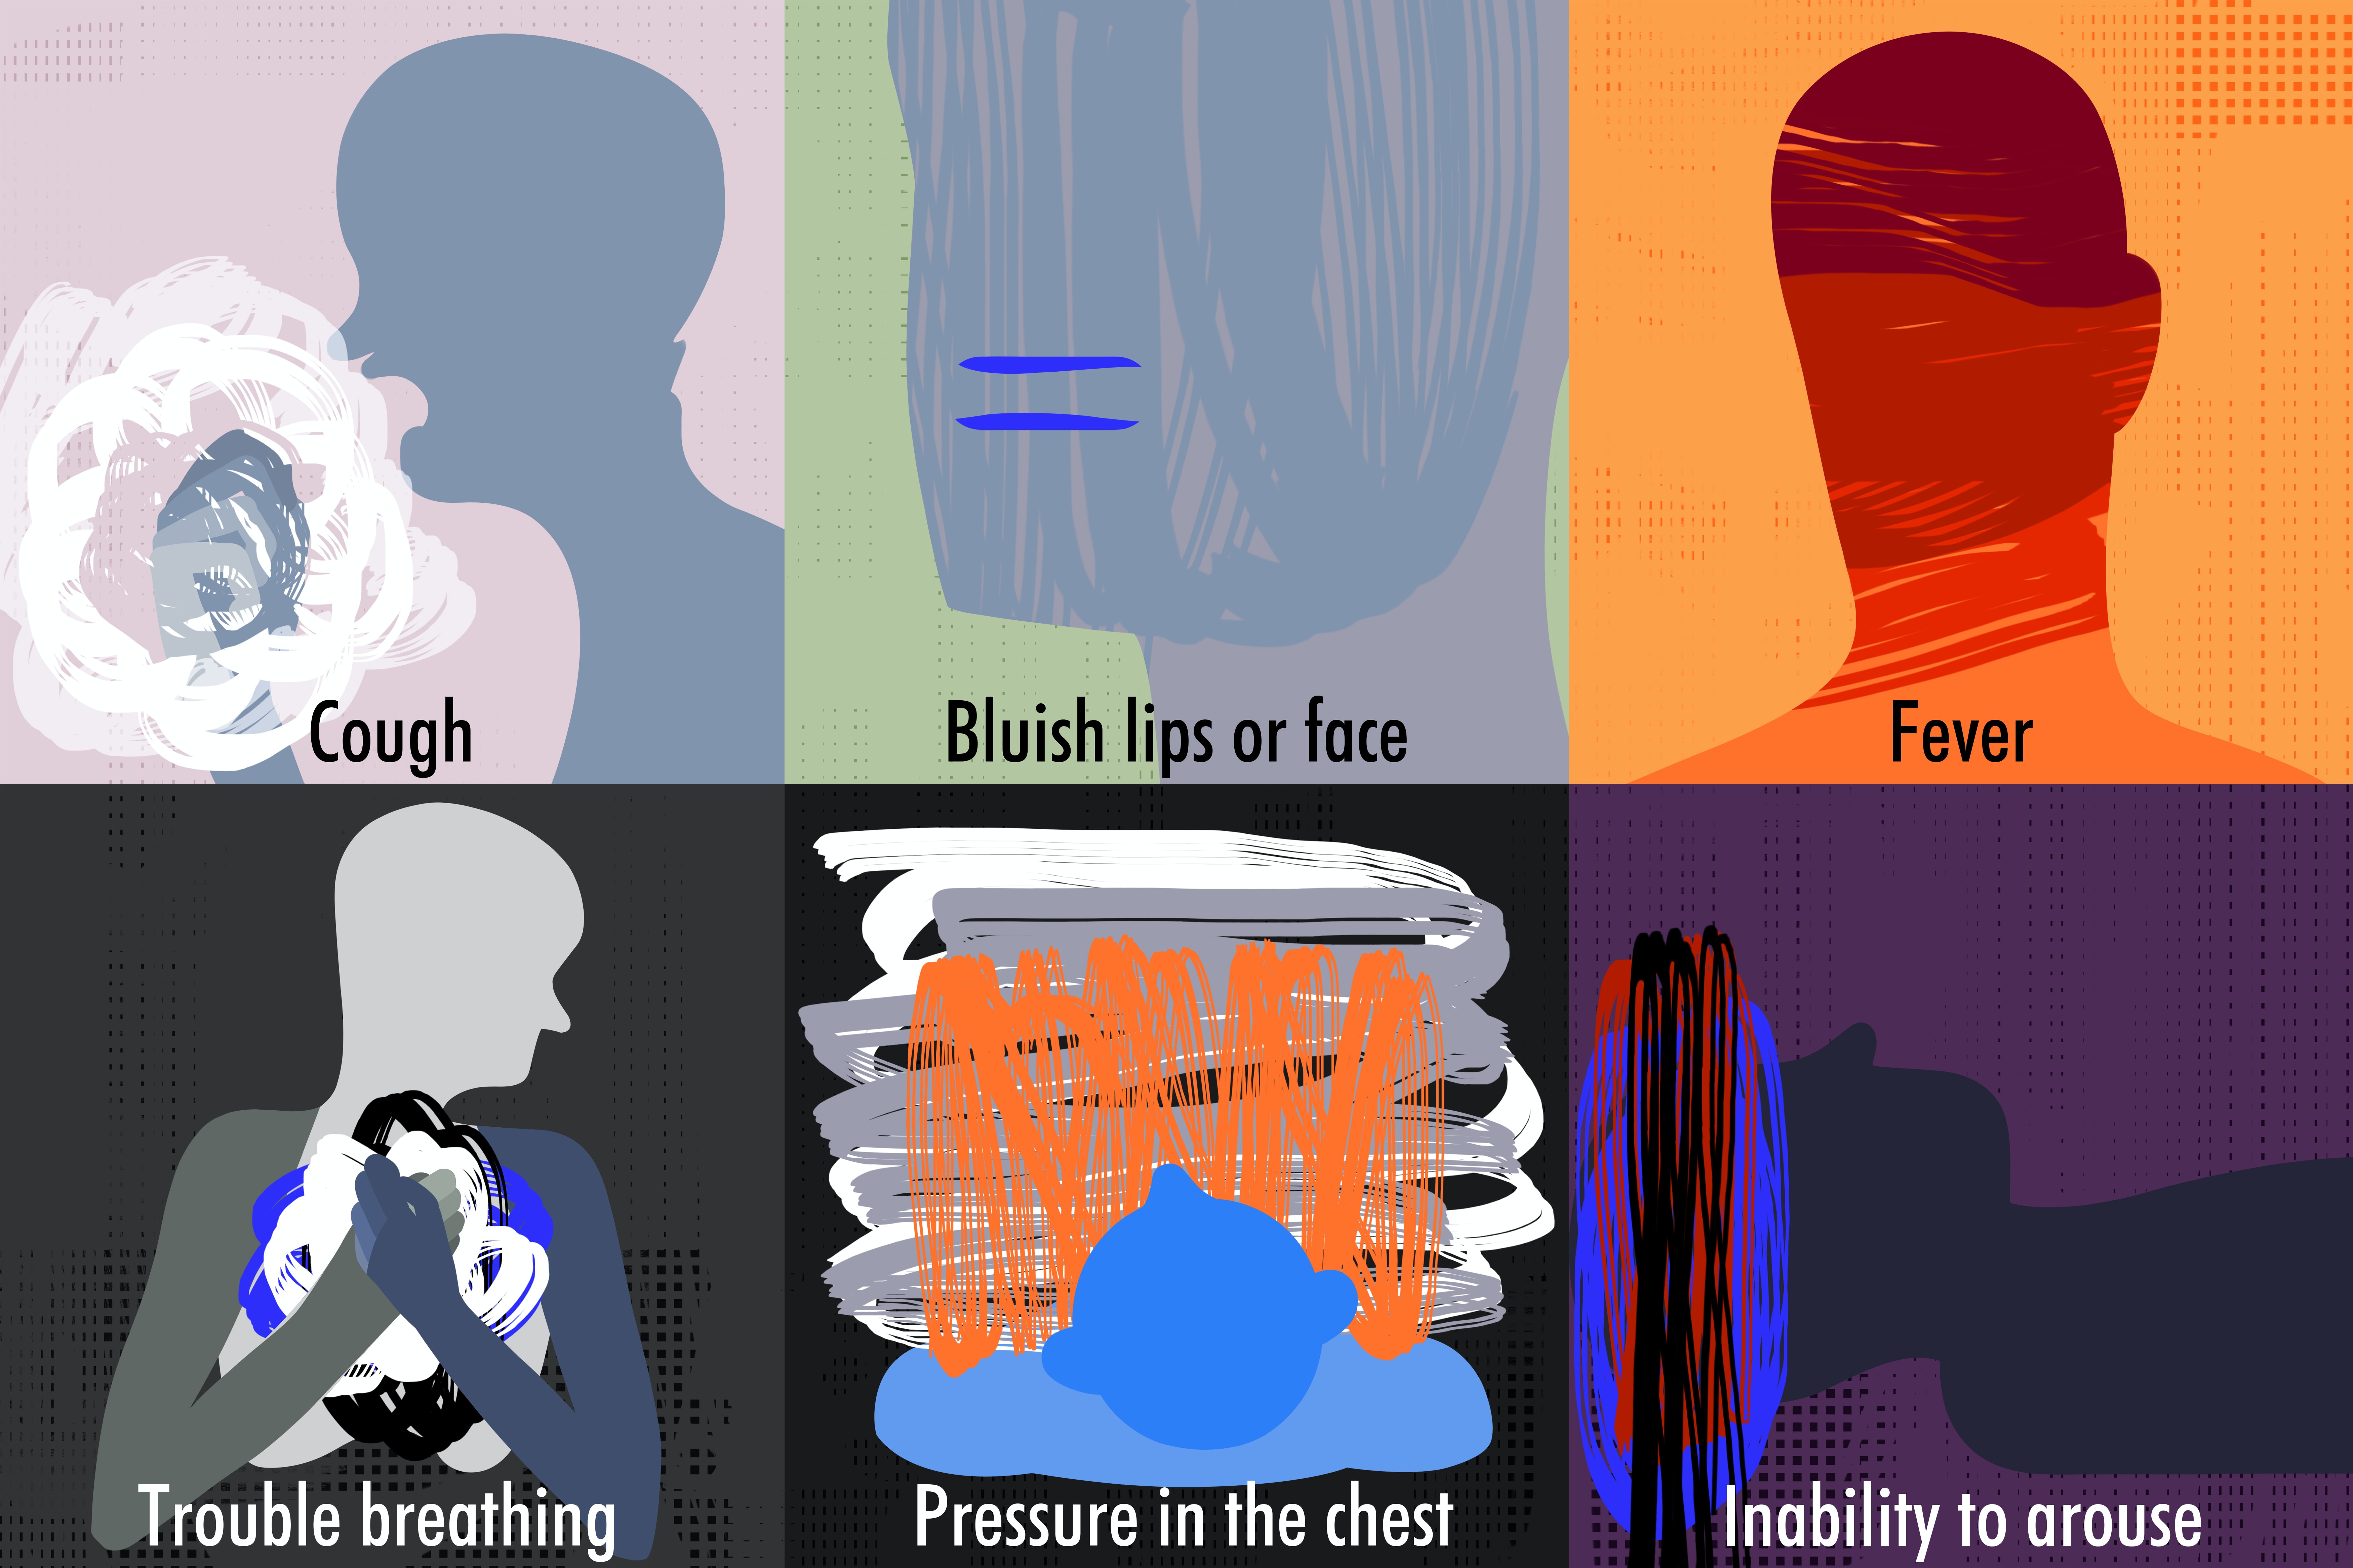 Cough
Bluish lips or face
Fever
Trouble breathing
Pressure in the chest
Inability to arouse